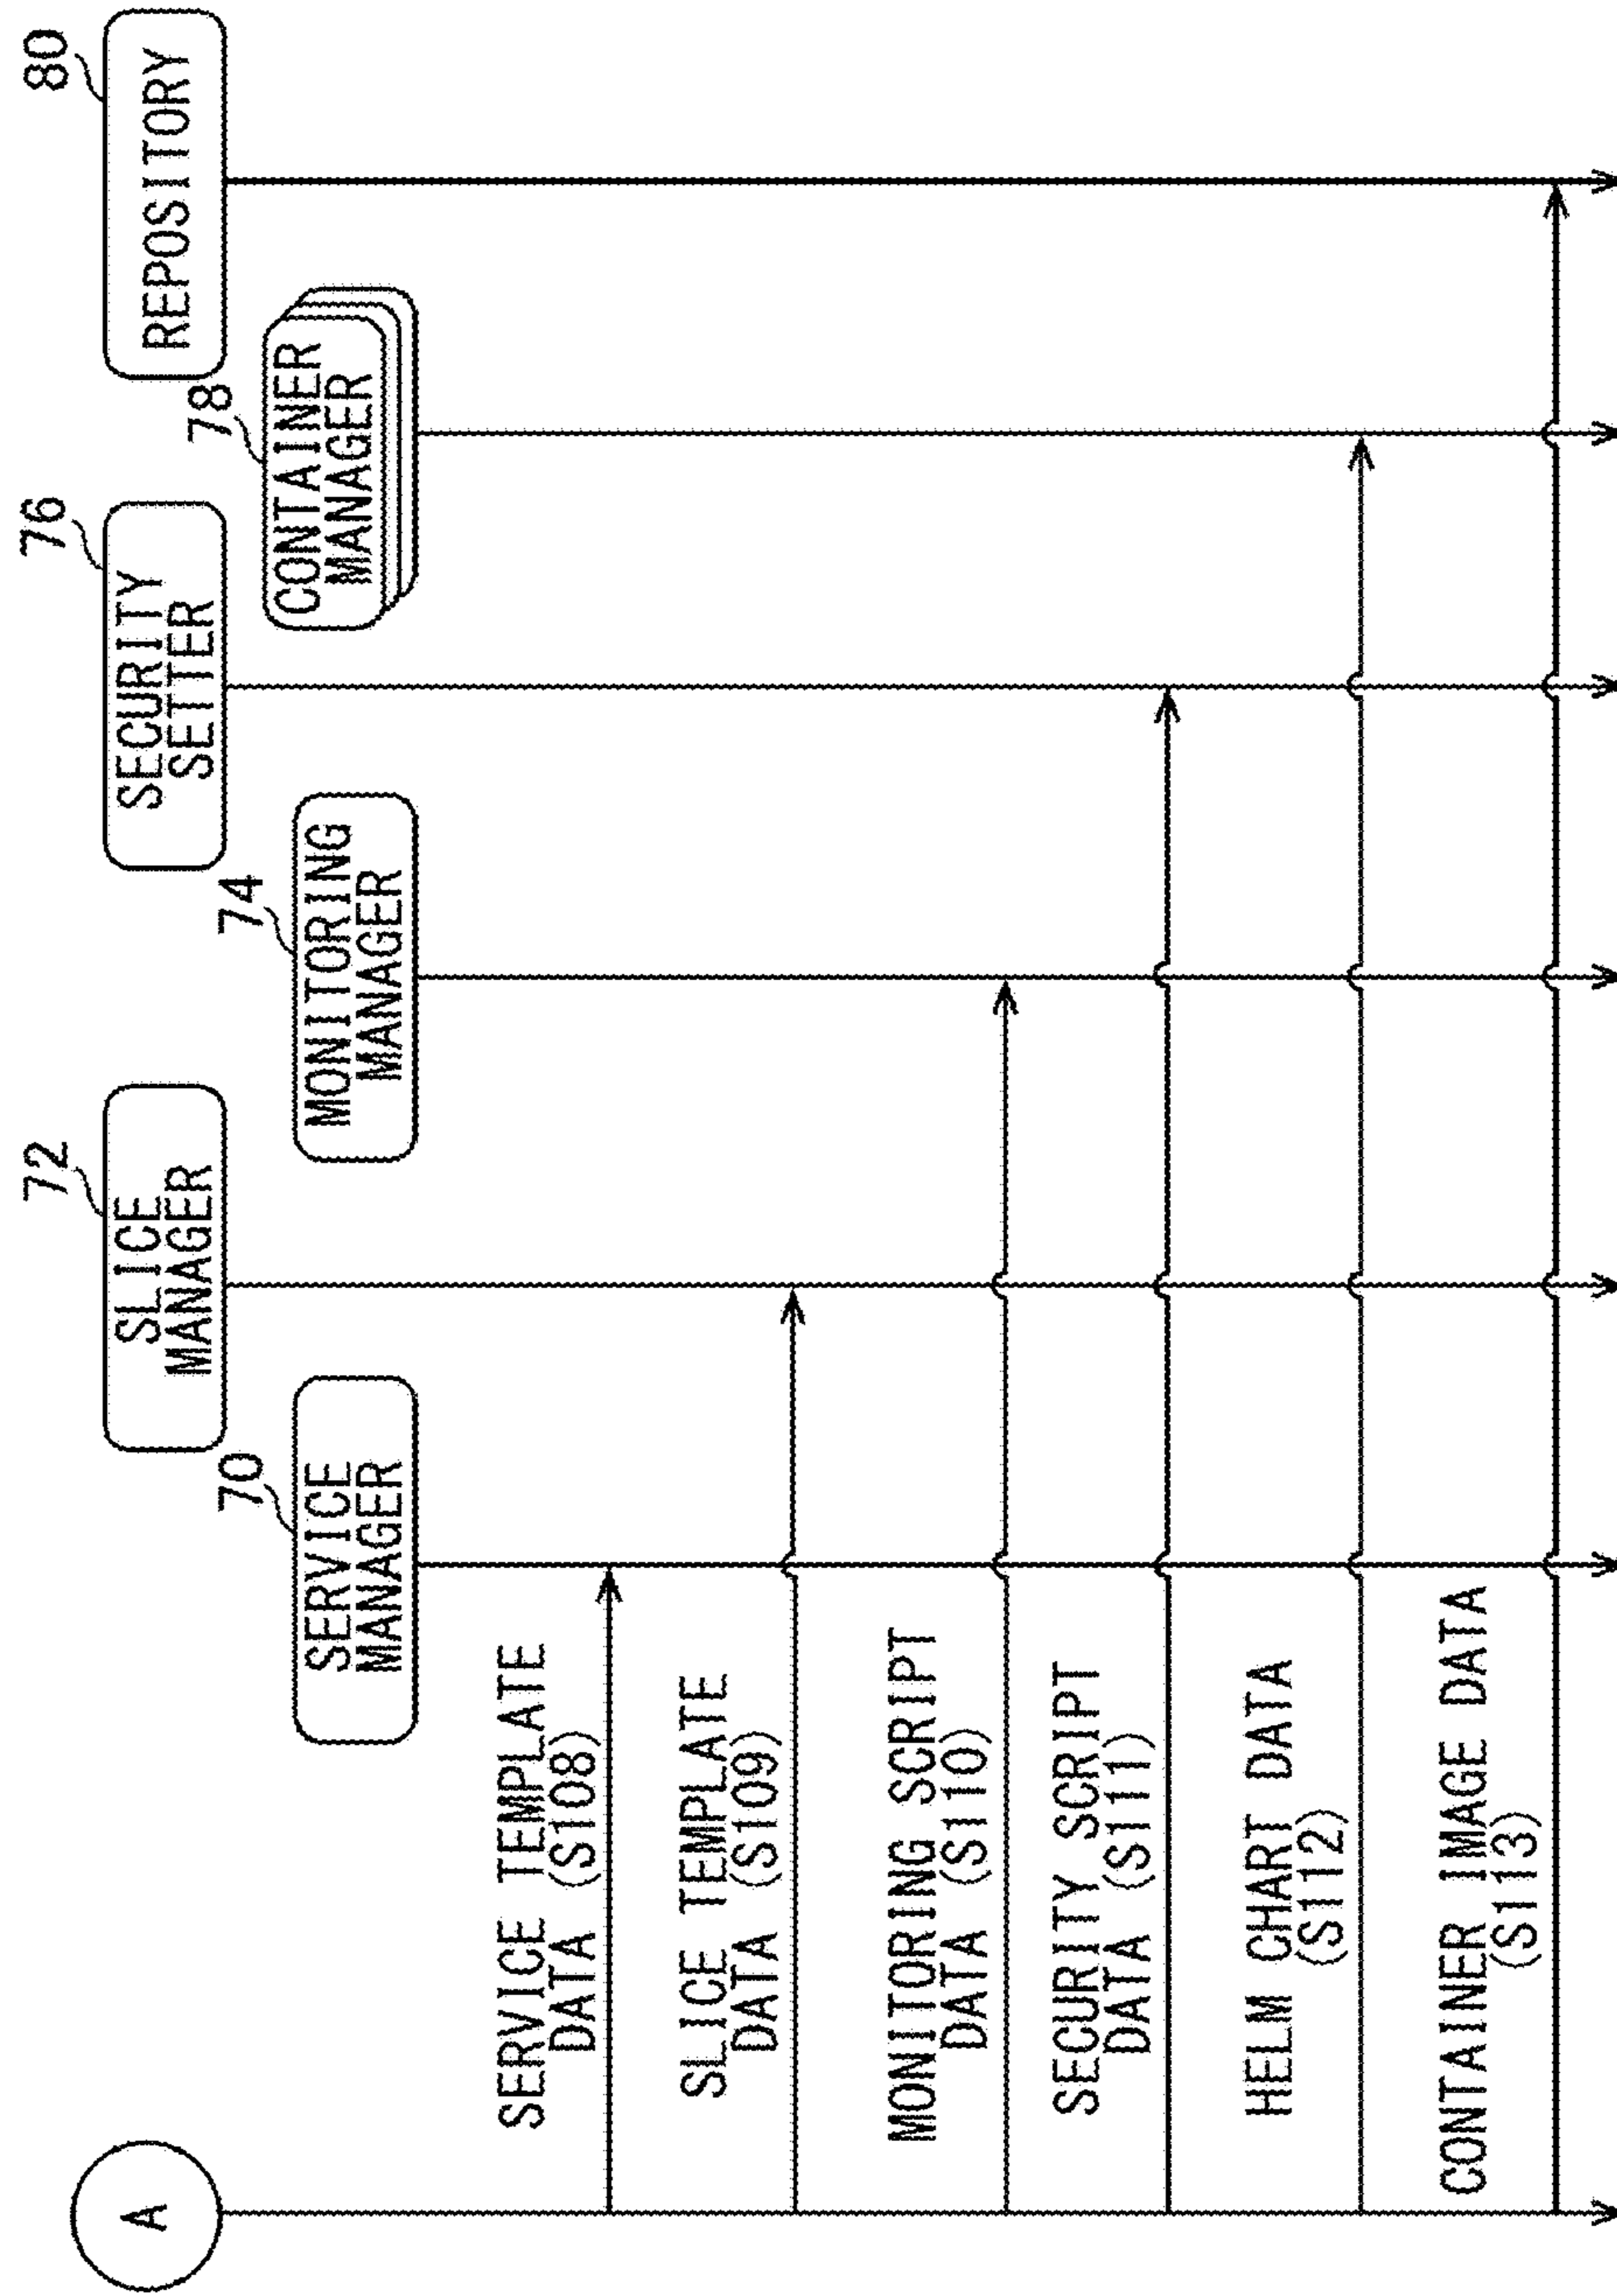 A
70
SERVICE
MANAGER
72
SLICE
MANAGER
74
MONITORING
MANAGER
76
SECURITY
SETTER
78
CONTAINER
MANAGER
80
REPOSITORY
SERVICE TEMPLATE
DATA (S108)
SLICE TEMPLATE
DATA (S109)
MONITORING SCRIPT
DATA (S110)
SECURITY SCRIPT
DATA (S111)
HELM CHART DATA
(S112)
CONTAINER IMAGE DATA
(S113)